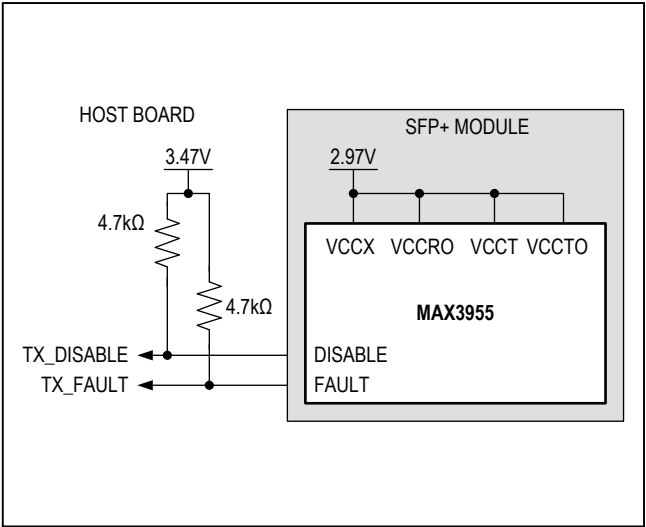 HOST BOARD
SFP+ MODULE
3.47V
2.97V
4.7kΩ
VCCX VCCRO VCCT VCCTO
4.7kΩ
MAX3955
TX_DISABLE
DISABLE
TX_FAULT
FAULT